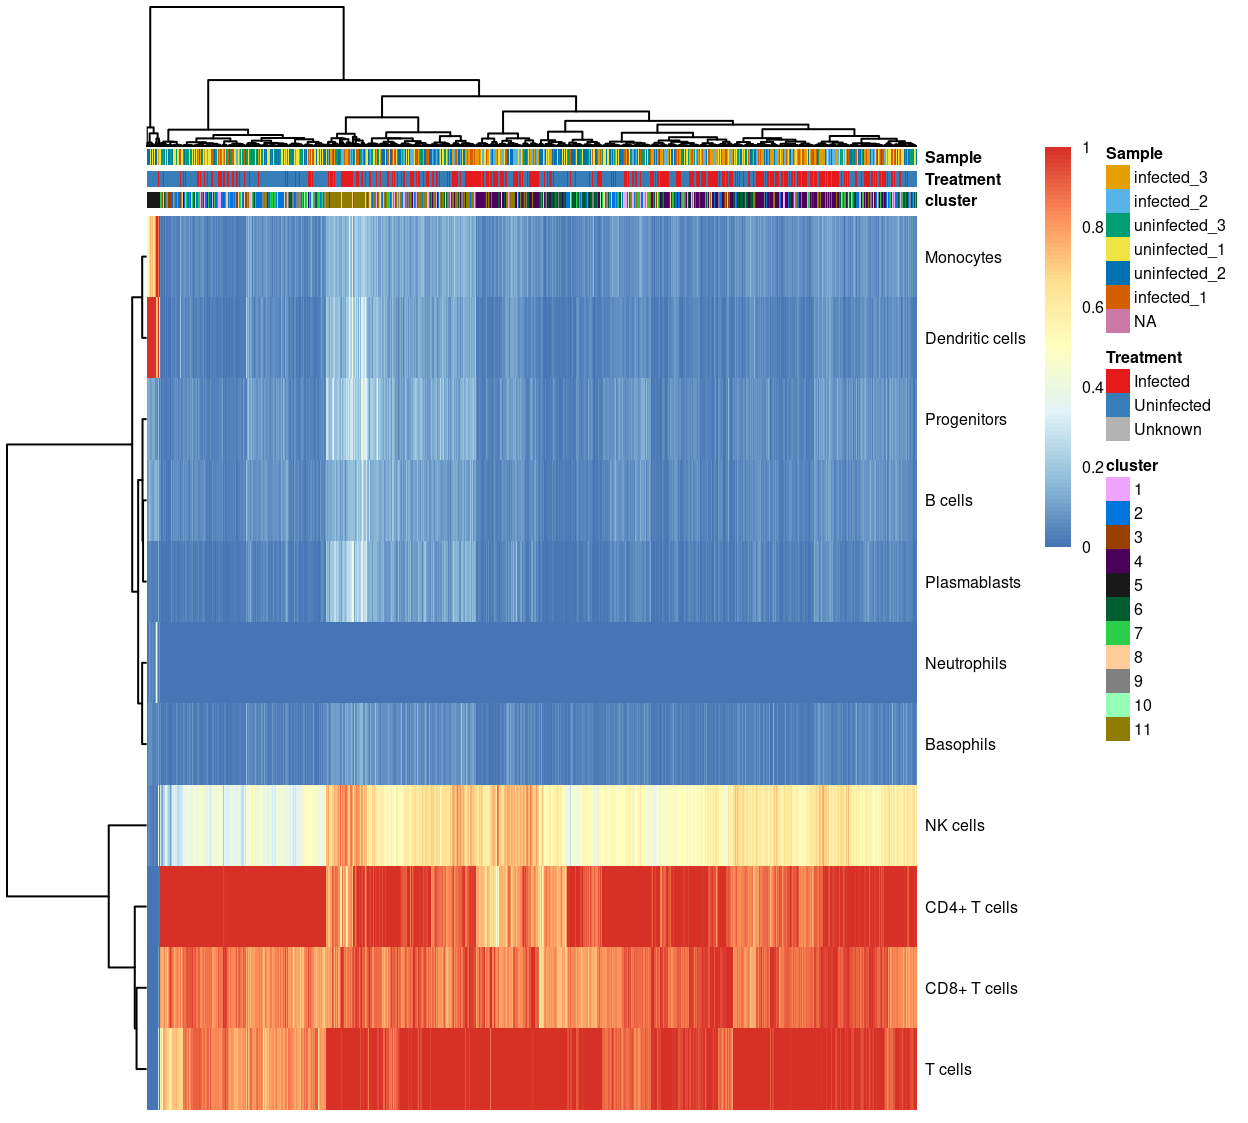 Sample
Treatment
cluster
Monocytes
Dendritic cells
Progenitors
B cells
Plasmablasts
Neutrophils
Basophils
NK cells
CD4+ T cells
CD8+ T cells
T cells
1
0.8
0.6
0.4
0.2
0
Sample
infected_3
infected_2
uninfected_3
uninfected_1
uninfected_2
infected_1
NA
Treatment
Infected
Uninfected
Unknown
cluster
1
2
3
4
5
6
7
8
9
10
11